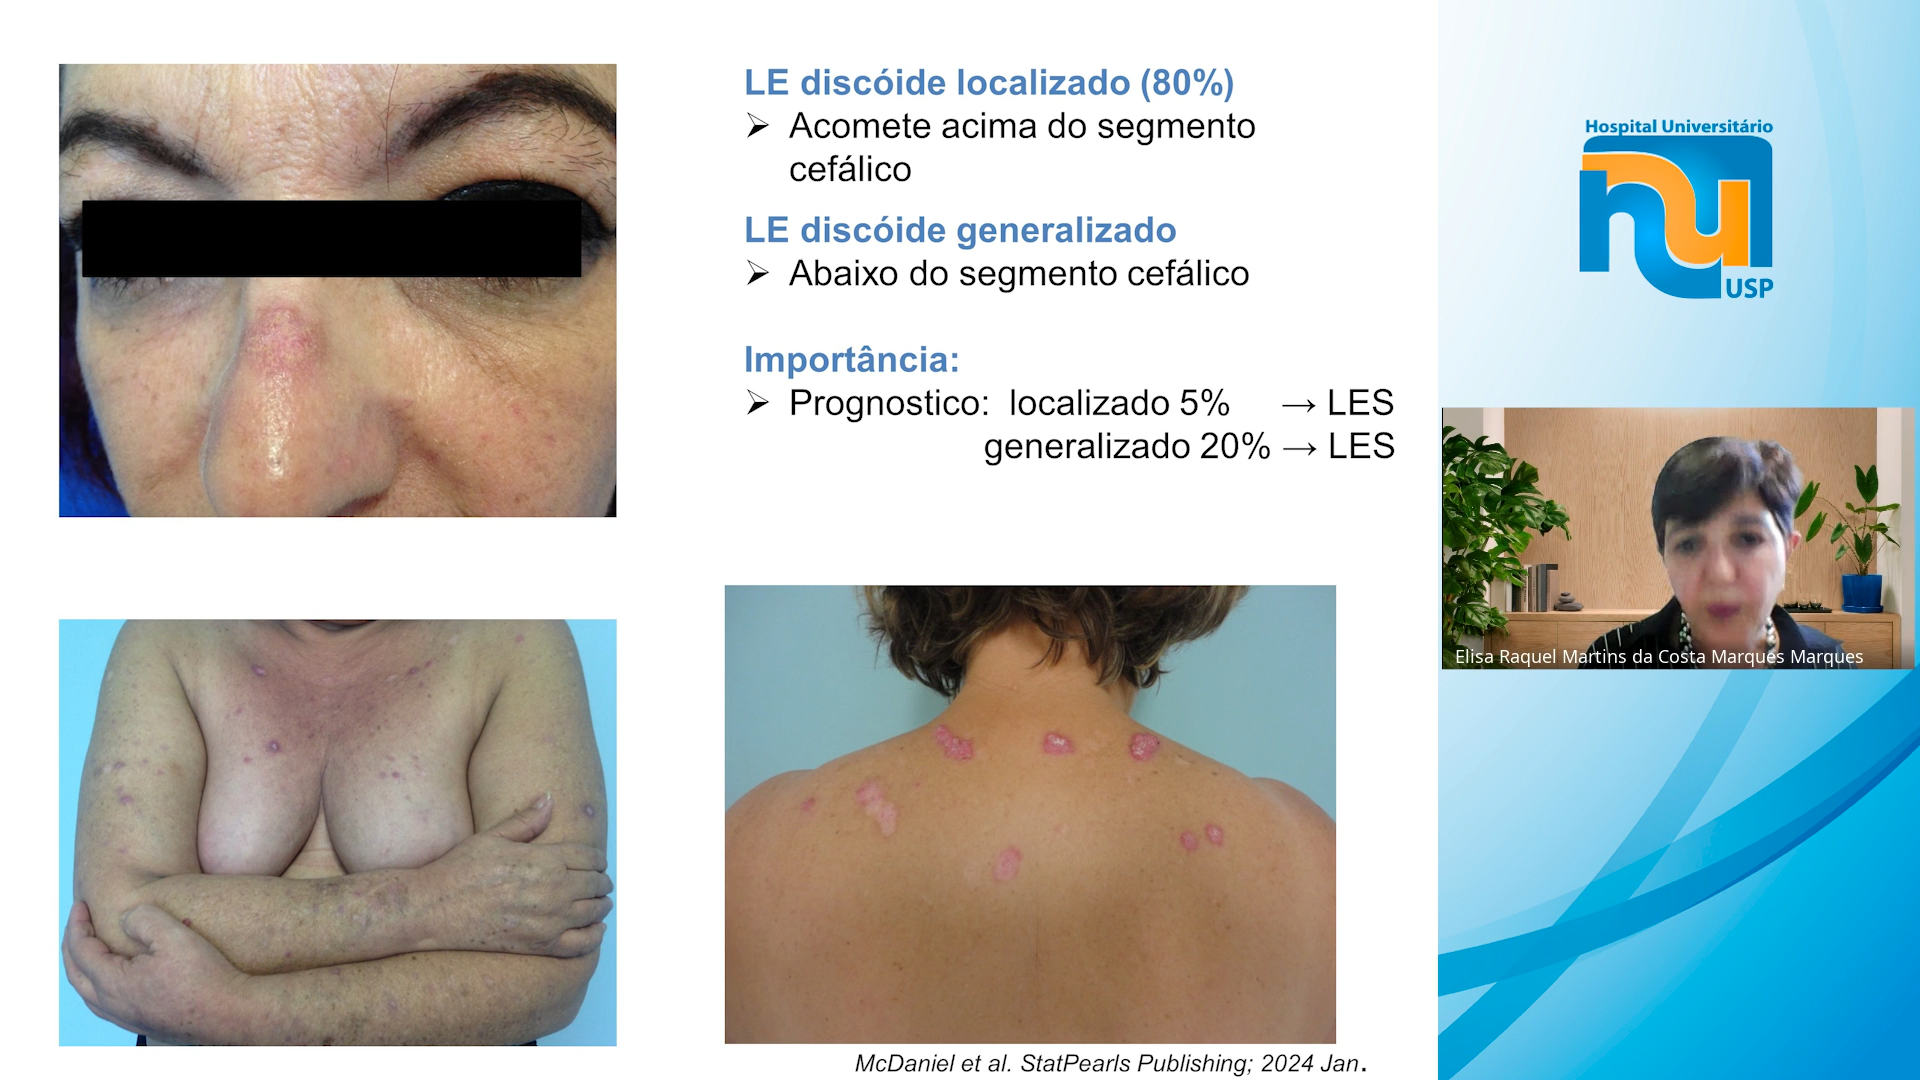 LE discóide localizado (80%)
➢ Acomete acima do segmento
cefálico
LE discóide generalizado
➢ Abaixo do segmento cefálico
Importância:
➢ Prognostico: localizado 5% → LES
generalizado 20% → LES
McDaniel et al. StatPearls Publishing; 2024 Jan.
Hospital Universitário
hu
USP
Elisa Raquel Martins da Costa Marques Marques